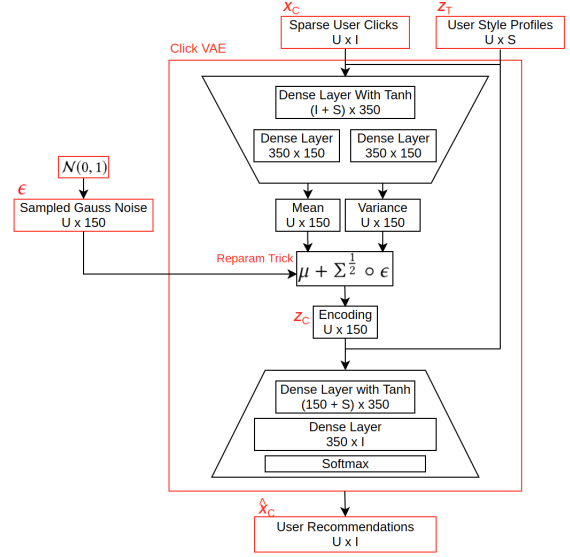 X_C
Z_T
Sparse User Clicks
U x I
User Style Profiles
U x S
Click VAE
Dense Layer With Tanh
(I + S) x 350
Dense Layer
350 x 150
Dense Layer
350 x 150
𝒩(0, 1)
ϵ
Sampled Gauss Noise
U x 150
Mean
U x 150
Variance
U x 150
Reparam Trick
μ + Σ^{1/2} ∘ ϵ
Z_C
Encoding
U x 150
Dense Layer with Tanh
(150 + S) x 350
Dense Layer
350 x I
Softmax
X̂_C
User Recommendations
U x I